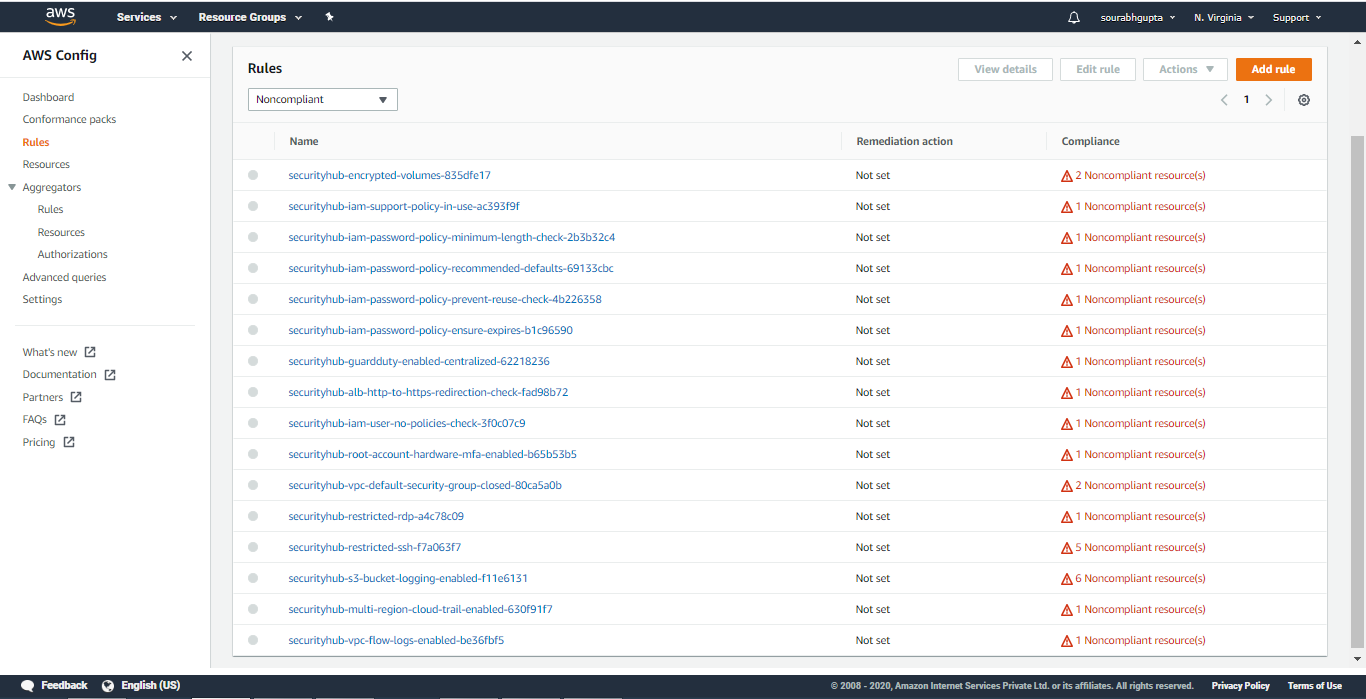 aws Services Resource Groups sourabhgupta N. Virginia Support
AWS Config
Dashboard
Conformance packs
Rules
Resources
Aggregators
Rules
Resources
Authorizations
Advanced queries
Settings
What's new
Documentation
Partners
FAQs
Pricing
Rules View details Edit rule Actions Add rule
Noncompliant 1
Name Remediation action Compliance
securityhub-encrypted-volumes-835dfe17 Not set 2 Noncompliant resource(s)
securityhub-iam-support-policy-in-use-ac393f9f Not set 1 Noncompliant resource(s)
securityhub-iam-password-policy-minimum-length-check-2b3b32c4 Not set 1 Noncompliant resource(s)
securityhub-iam-password-policy-recommended-defaults-69133cbc Not set 1 Noncompliant resource(s)
securityhub-iam-password-policy-prevent-reuse-check-4b226358 Not set 1 Noncompliant resource(s)
securityhub-iam-password-policy-ensure-expires-b1c96590 Not set 1 Noncompliant resource(s)
securityhub-guardduty-enabled-centralized-62218236 Not set 1 Noncompliant resource(s)
securityhub-alb-http-to-https-redirection-check-fad98b72 Not set 1 Noncompliant resource(s)
securityhub-iam-user-no-policies-check-3f0c07c9 Not set 1 Noncompliant resource(s)
securityhub-root-account-hardware-mfa-enabled-b65b53b5 Not set 1 Noncompliant resource(s)
securityhub-vpc-default-security-group-closed-80ca5a0b Not set 2 Noncompliant resource(s)
securityhub-restricted-rdp-a4c78c09 Not set 1 Noncompliant resource(s)
securityhub-restricted-ssh-f7a063f7 Not set 5 Noncompliant resource(s)
securityhub-s3-bucket-logging-enabled-f11e6131 Not set 6 Noncompliant resource(s)
securityhub-multi-region-cloud-trail-enabled-630f91f7 Not set 1 Noncompliant resource(s)
securityhub-vpc-flow-logs-enabled-be36fbf5 Not set 1 Noncompliant resource(s)
Feedback English (US) © 2008 - 2020, Amazon Internet Services Private Ltd. or its affiliates. All rights reserved. Privacy Policy Terms of Use